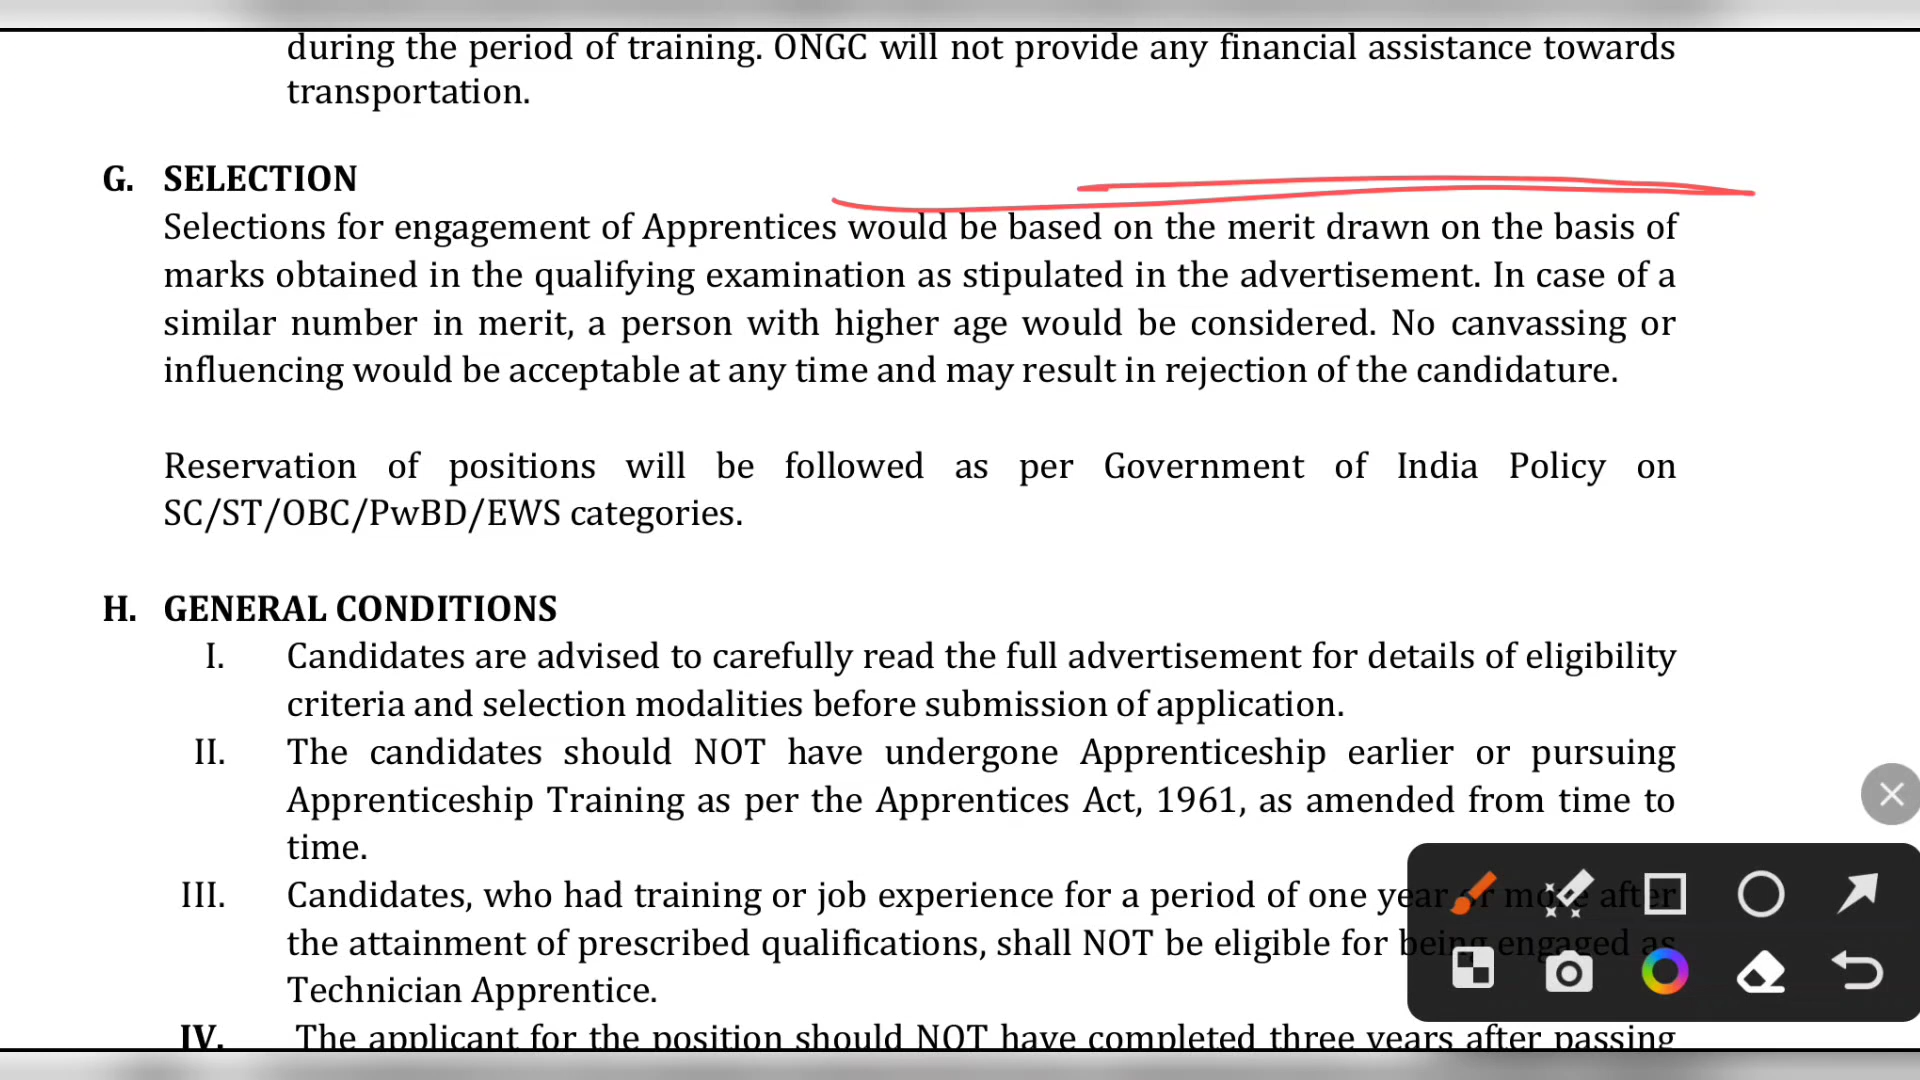 during the period of training. ONGC will not provide any financial assistance towards
transportation.
G. SELECTION
Selections for engagement of Apprentices would be based on the merit drawn on the basis of
marks obtained in the qualifying examination as stipulated in the advertisement. In case of a
similar number in merit, a person with higher age would be considered. No canvassing or
influencing would be acceptable at any time and may result in rejection of the candidature.
Reservation of positions will be followed as per Government of India Policy on
SC/ST/OBC/PwBD/EWS categories.
H. GENERAL CONDITIONS
I. Candidates are advised to carefully read the full advertisement for details of eligibility
criteria and selection modalities before submission of application.
II. The candidates should NOT have undergone Apprenticeship earlier or pursuing
Apprenticeship Training as per the Apprentices Act, 1961, as amended from time to
time.
III. Candidates, who had training or job experience for a period of one year or more after
the attainment of prescribed qualifications, shall NOT be eligible for being engaged as
Technician Apprentice.
IV. The applicant for the position should NOT have completed three years after passing